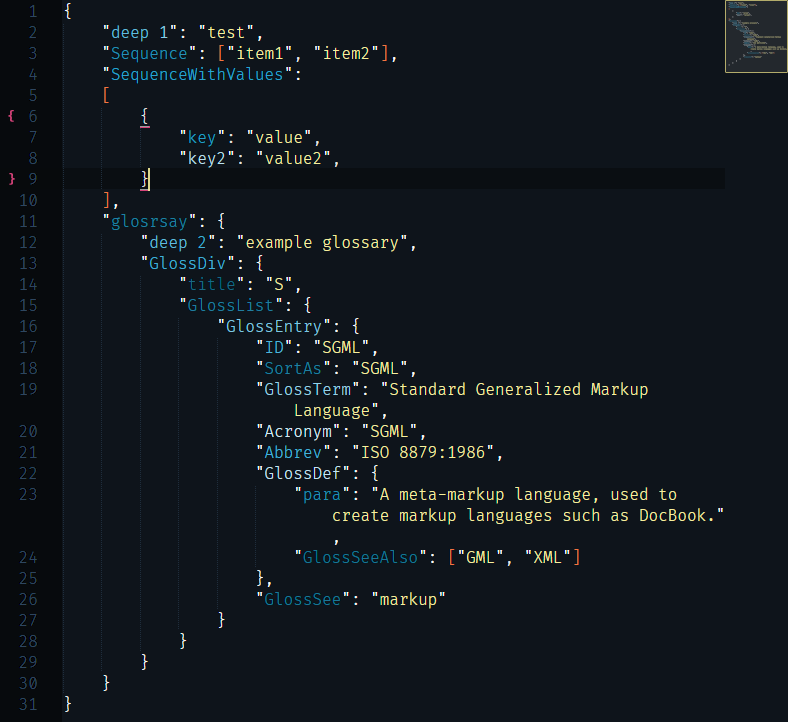 1 {
2 "deep 1": "test",
3 "Sequence": ["item1", "item2"],
4 "SequenceWithValues":
5 [
{ 6 {
7 "key": "value",
8 "key2": "value2",
} 9 }
10 ],
11 "glosrsay": {
12 "deep 2": "example glossary",
13 "GlossDiv": {
14 "title": "S",
15 "GlossList": {
16 "GlossEntry": {
17 "ID": "SGML",
18 "SortAs": "SGML",
19 "GlossTerm": "Standard Generalized Markup
Language",
20 "Acronym": "SGML",
21 "Abbrev": "ISO 8879:1986",
22 "GlossDef": {
23 "para": "A meta-markup language, used to
create markup languages such as DocBook."
,
24 "GlossSeeAlso": ["GML", "XML"]
25 },
26 "GlossSee": "markup"
27 }
28 }
29 }
30 }
31 }